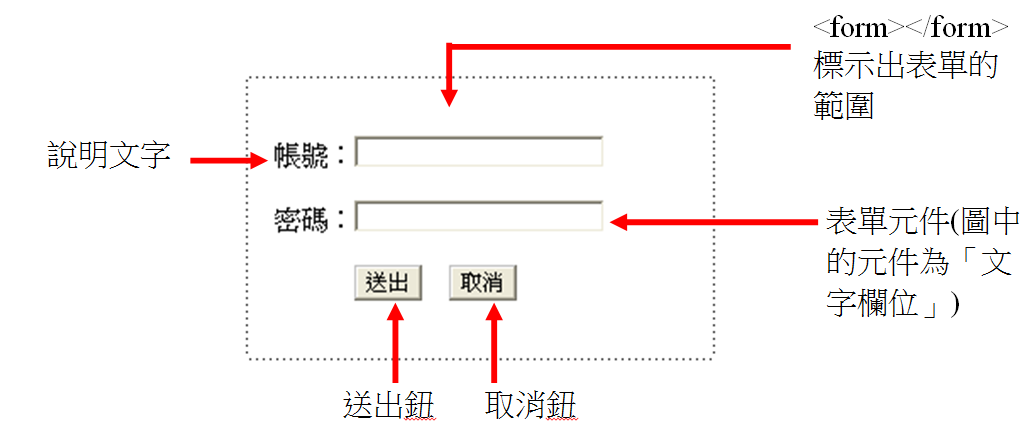 <form></form>
標示出表單的
範圍
說明文字
帳號：
密碼：
表單元件(圖中
的元件為「文
字欄位」)
送出
取消
送出鈕
取消鈕